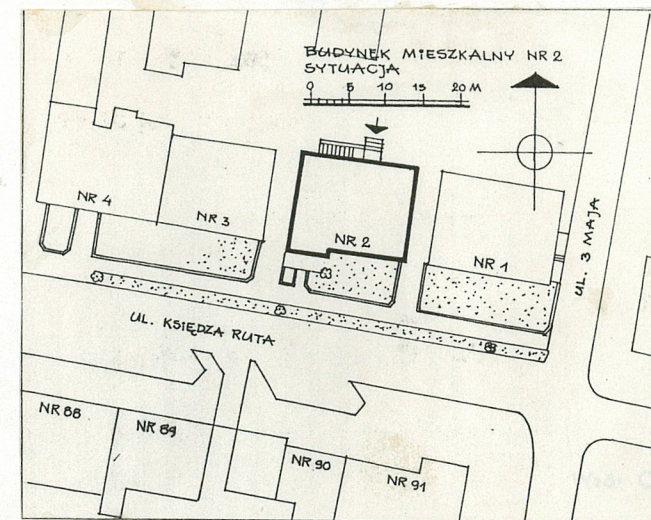 BUDYNEK MIESZKALNY NR 2
SYTUACJA
0 5 10 15 20 M
NR 4
NR 3
NR 2
NR 1
UL. 3 MAJA
UL. KSIĘDZA RUTA
NR 88
NR 89
NR 90
NR 91